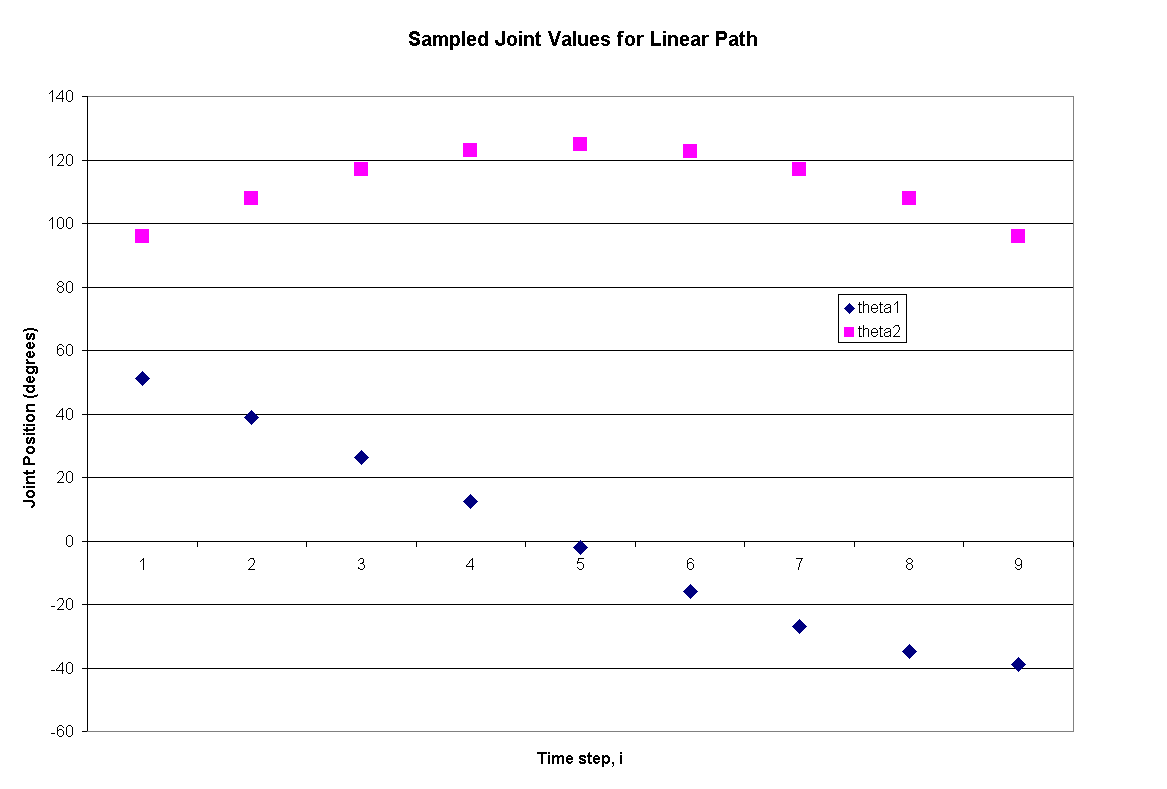 Sampled Joint Values for Linear Path
140
120
100
80
60
40
20
0
-20
-40
-60
Joint Position (degrees)
theta1
theta2
1 2 3 4 5 6 7 8 9
Time step, i